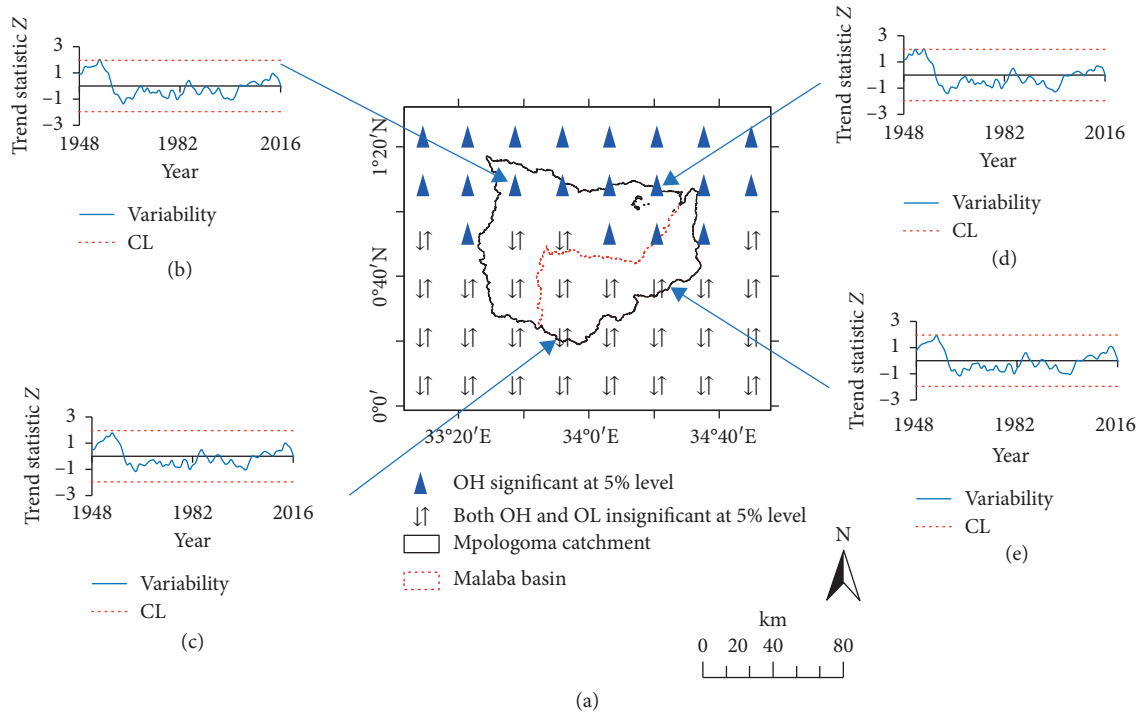 Trend statistic Z
3
1
−1
−3
1948
1982
2016
Year
Variability
CL
(b)
Trend statistic Z
3
1
−1
−3
1948
1982
2016
Year
Variability
CL
(d)
1°20′N
0°40′N
0°0′
33°20′E
34°0′E
34°40′E
Trend statistic Z
3
1
−1
−3
1948
1982
2016
Year
Variability
CL
(c)
Trend statistic Z
3
1
−1
−3
1948
1982
2016
Year
Variability
CL
(e)
OH significant at 5% level
Both OH and OL insignificant at 5% level
Mpologoma catchment
Malaba basin
N
km
0 20 40 80
(a)